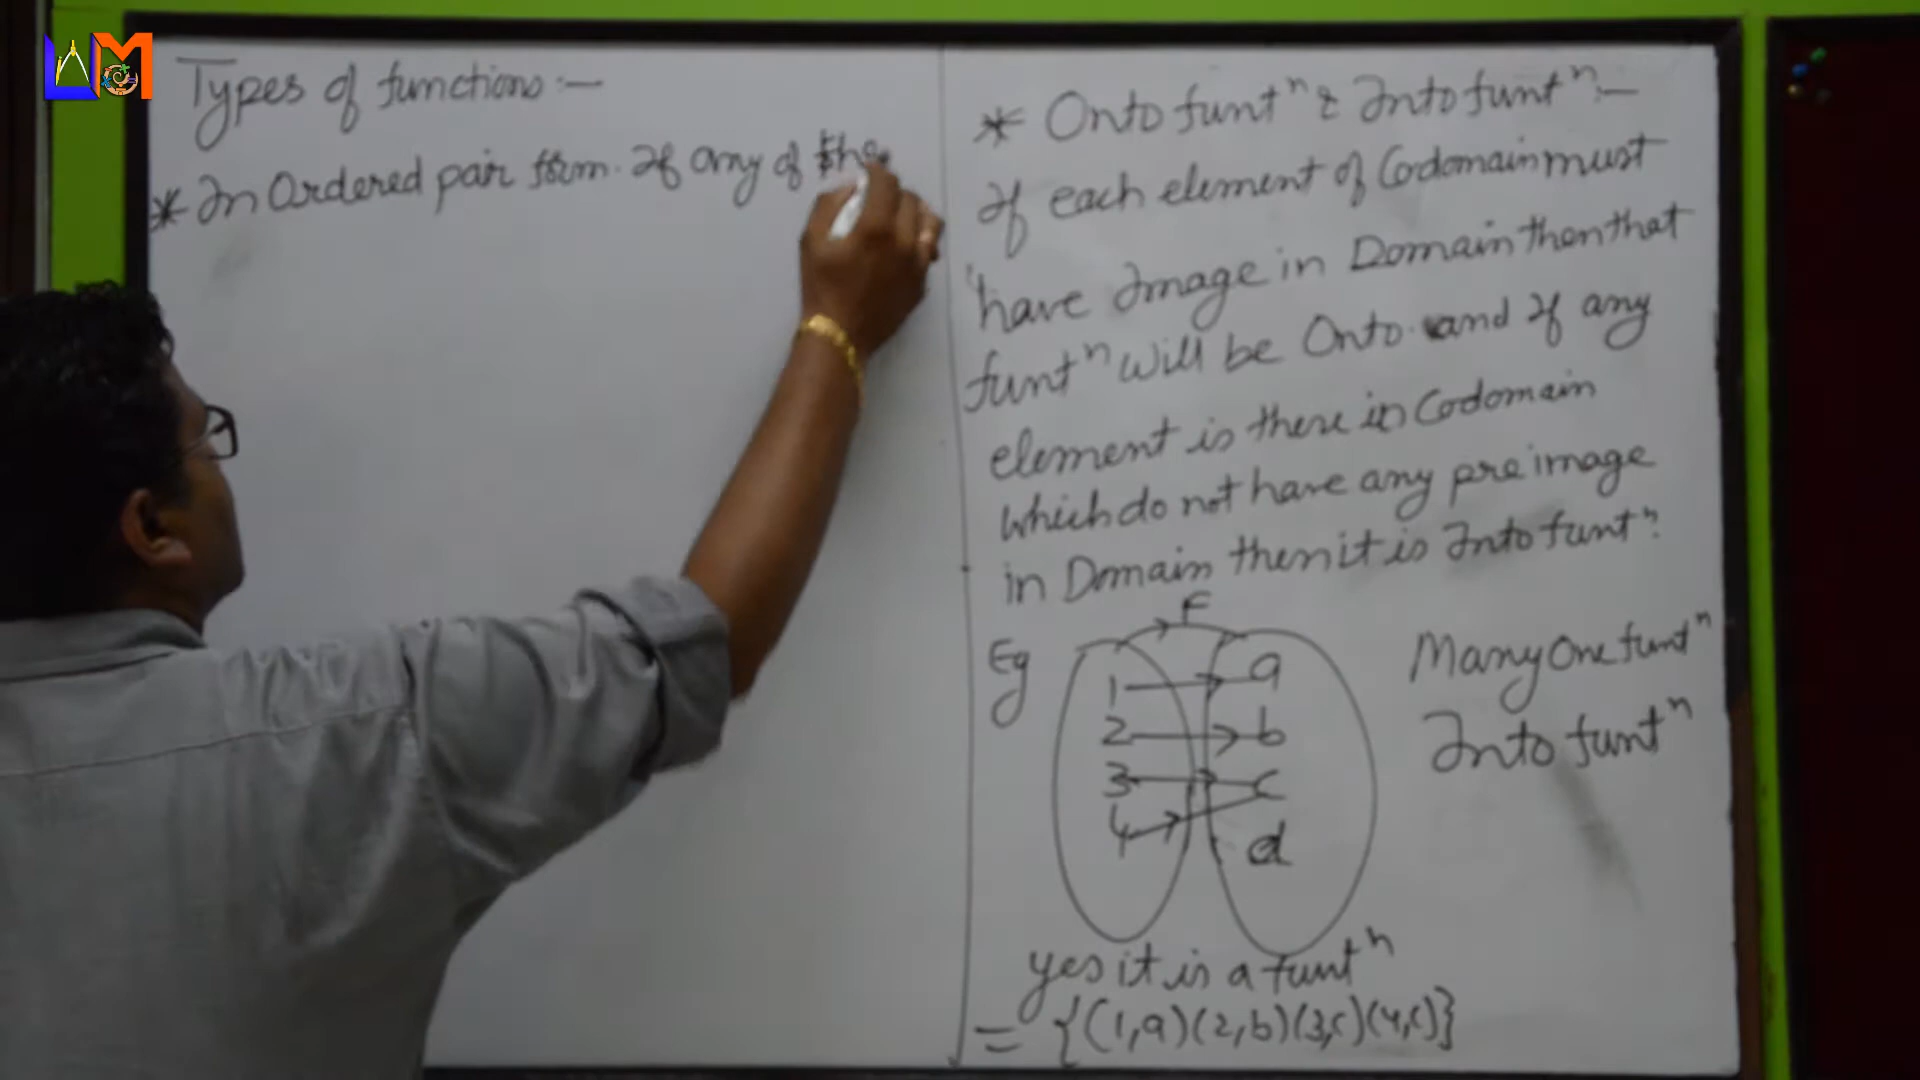 UM
Types of functions :-
* In Ordered pair form. If any of the
* Onto funtⁿ & Into funtⁿ :-
If each element of Codomain must
have Image in Domain then that
funtⁿ will be Onto and If any
element is there in Codomain
which do not have any pre image
in Domain then it is Into funtⁿ.
Eg
F
1 a
2 b
3 c
4 d
Many One funtⁿ
Into funtⁿ
yes it is a funtⁿ
= {(1,a)(2,b)(3,c)(4,c)}